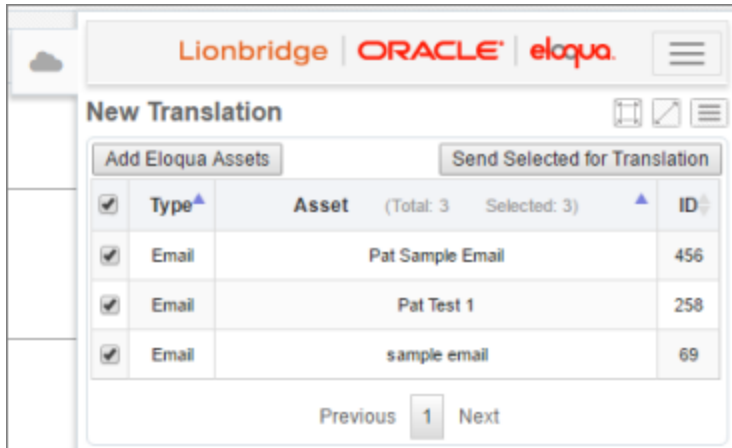 Lionbridge | ORACLE | eloqua.
New Translation
Add Eloqua Assets Send Selected for Translation
Type Asset (Total: 3 Selected: 3) ID
Email Pat Sample Email 456
Email Pat Test 1 258
Email sample email 69
Previous 1 Next